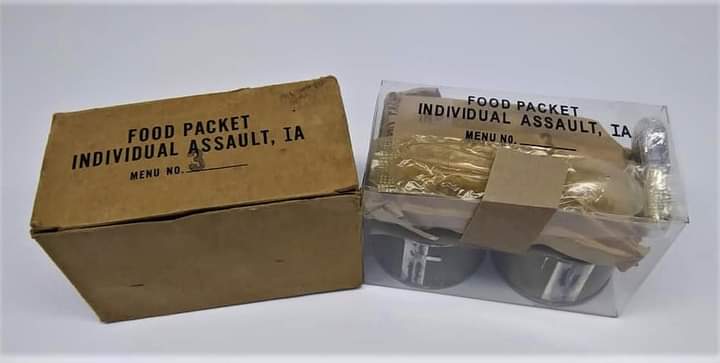 FOOD PACKET
INDIVIDUAL ASSAULT, IA
MENU NO. 3
FOOD PACKET
INDIVIDUAL ASSAULT, IA
MENU NO.